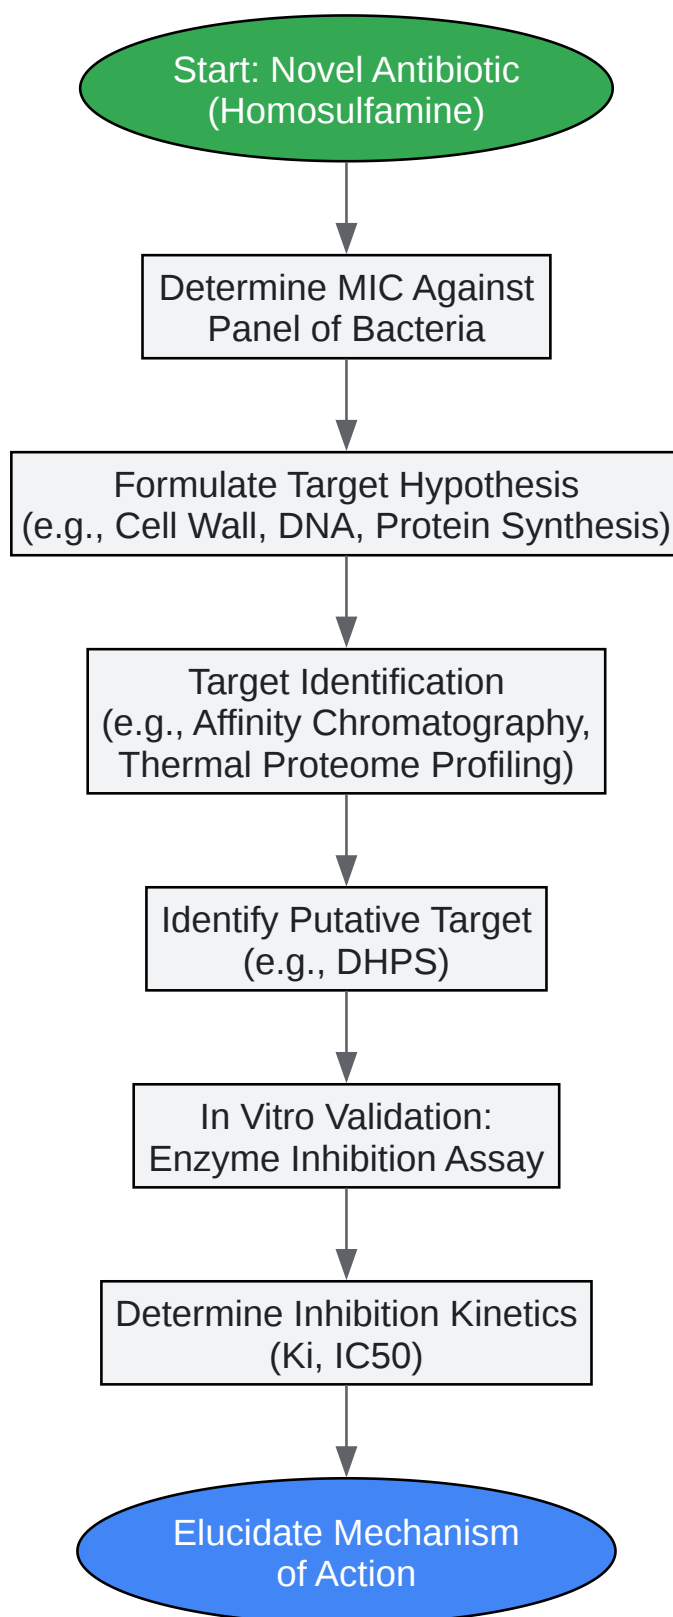 Start: Novel Antibiotic
(Homosulfamine)
Determine MIC Against
Panel of Bacteria
Formulate Target Hypothesis
(e.g., Cell Wall, DNA, Protein Synthesis)
Target Identification
(e.g., Affinity Chromatography,
Thermal Proteome Profiling)
Identify Putative Target
(e.g., DHPS)
In Vitro Validation:
Enzyme Inhibition Assay
Determine Inhibition Kinetics
(Ki, IC50)
Elucidate Mechanism
of Action